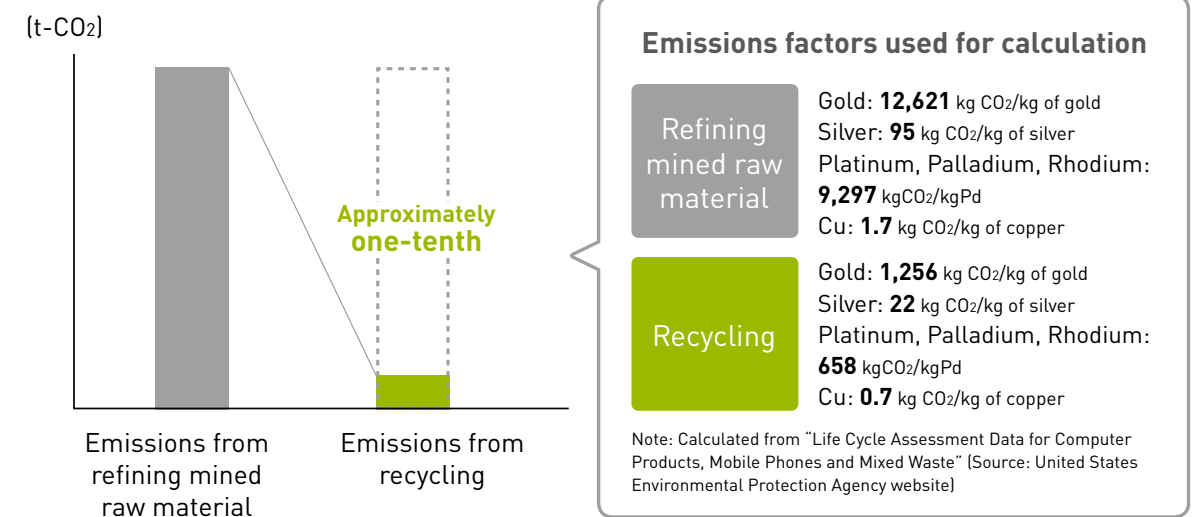 (t-CO2)
Approximately
one-tenth
Emissions from
refining mined
raw material
Emissions from
recycling
Emissions factors used for calculation
Refining
mined raw
material
Gold: 12,621 kg CO2/kg of gold
Silver: 95 kg CO2/kg of silver
Platinum, Palladium, Rhodium:
9,297 kgCO2/kgPd
Cu: 1.7 kg CO2/kg of copper
Recycling
Gold: 1,256 kg CO2/kg of gold
Silver: 22 kg CO2/kg of silver
Platinum, Palladium, Rhodium:
658 kgCO2/kgPd
Cu: 0.7 kg CO2/kg of copper
Note: Calculated from “Life Cycle Assessment Data for Computer
Products, Mobile Phones and Mixed Waste” (Source: United States
Environmental Protection Agency website)